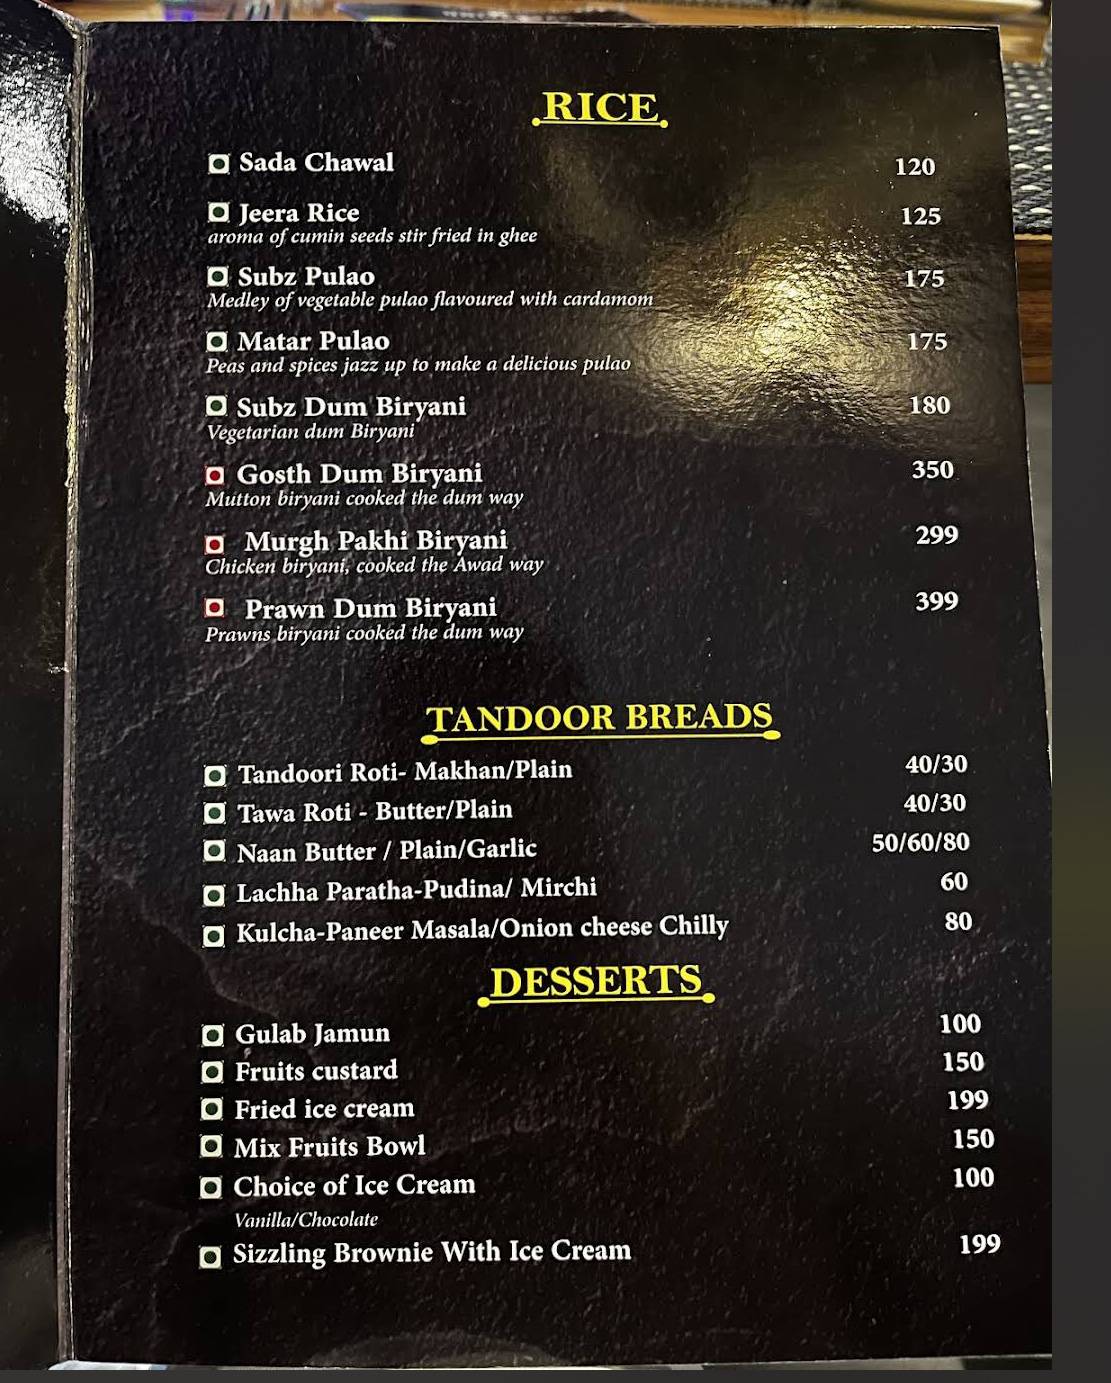 RICE
Sada Chawal 120
Jeera Rice 125
aroma of cumin seeds stir fried in ghee
Subz Pulao 175
Medley of vegetable pulao flavoured with cardamom
Matar Pulao 175
Peas and spices jazz up to make a delicious pulao
Subz Dum Biryani 180
Vegetarian dum Biryani
Gosth Dum Biryani 350
Mutton biryani cooked the dum way
Murgh Pakhi Biryani 299
Chicken biryani, cooked the Awad way
Prawn Dum Biryani 399
Prawns biryani cooked the dum way
TANDOOR BREADS
Tandoori Roti- Makhan/Plain 40/30
Tawa Roti - Butter/Plain 40/30
Naan Butter / Plain/Garlic 50/60/80
Lachha Paratha-Pudina/ Mirchi 60
Kulcha-Paneer Masala/Onion cheese Chilly 80
DESSERTS
Gulab Jamun 100
Fruits custard 150
Fried ice cream 199
Mix Fruits Bowl 150
Choice of Ice Cream 100
Vanilla/Chocolate
Sizzling Brownie With Ice Cream 199